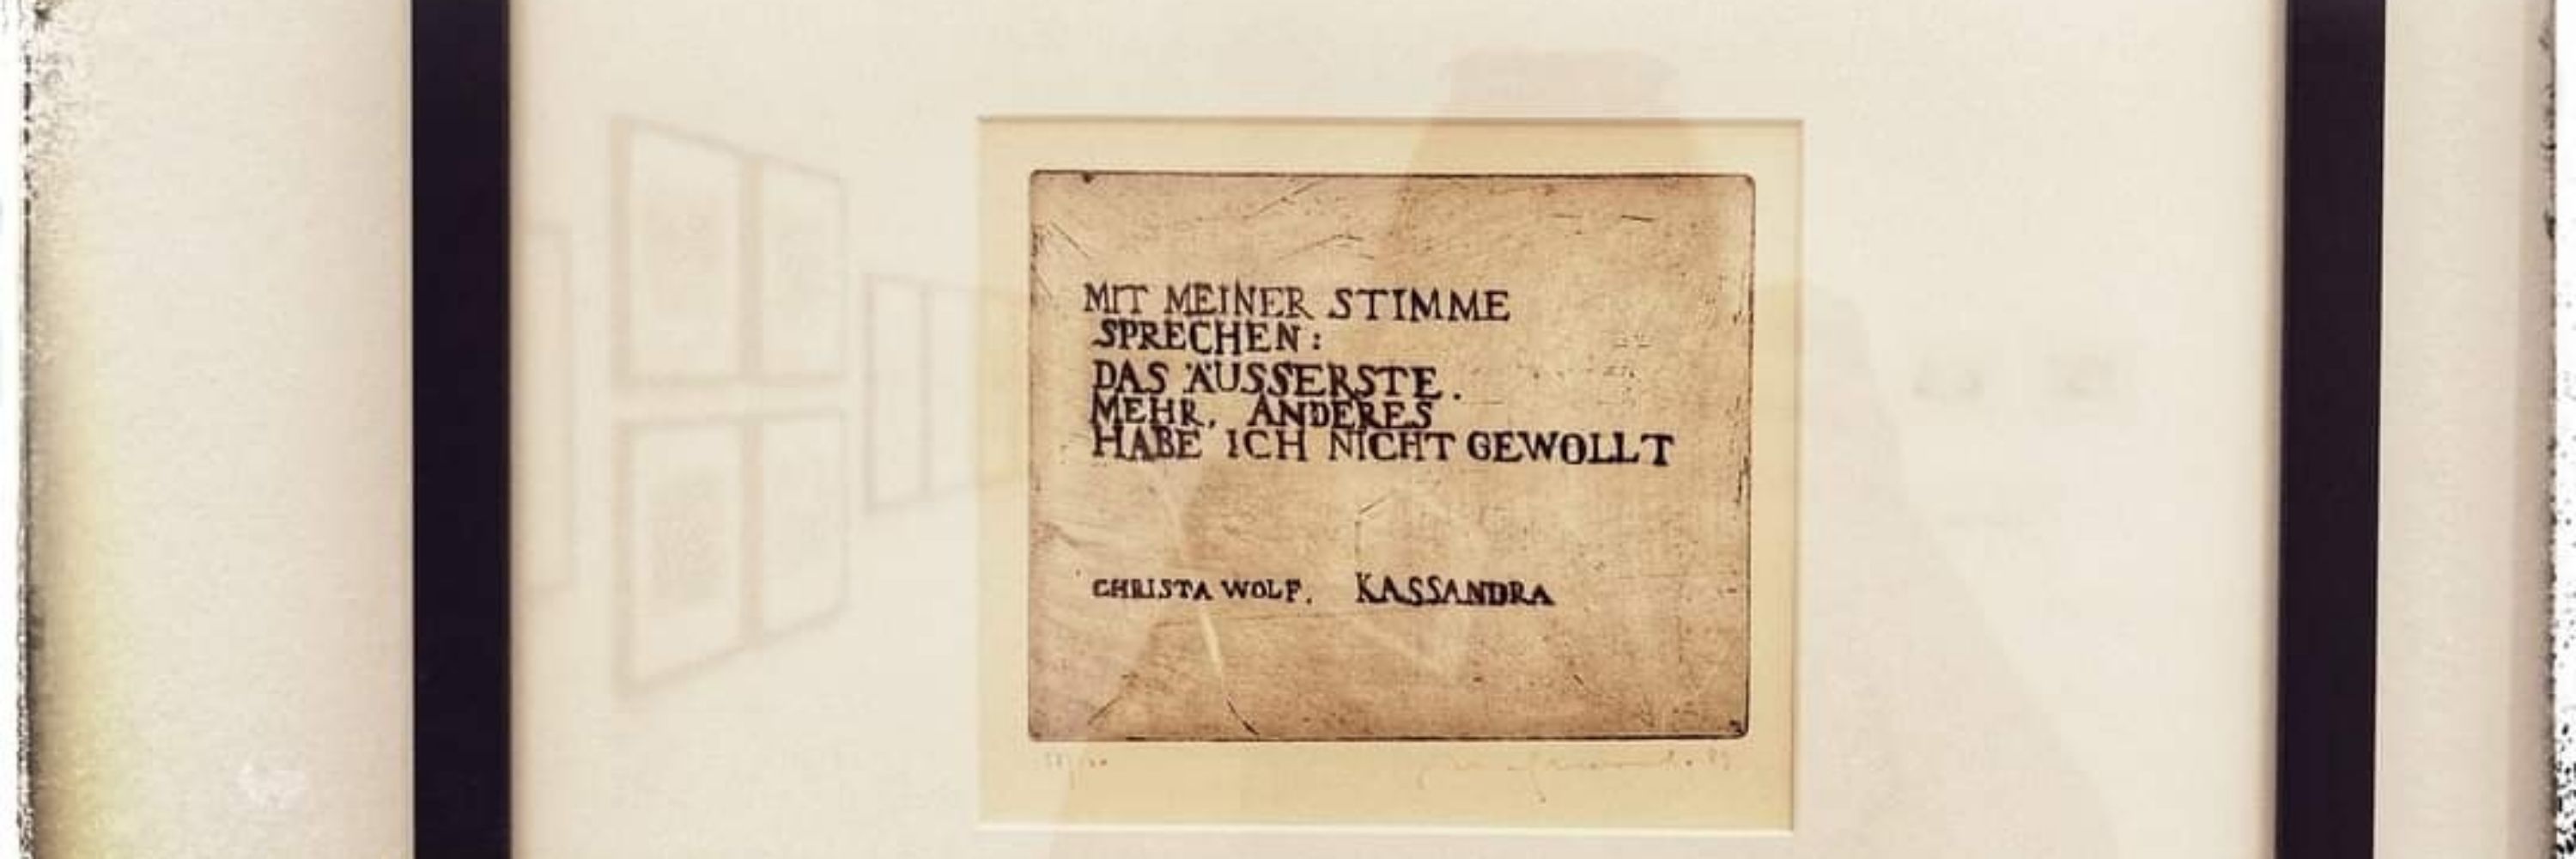 MIT MEINER STIMME
SPRECHEN:
DAS ÄUSSERSTE.
MEHR, ANDERES
HABE ICH NICHT GEWOLLT
CHRISTA WOLF. KASSANDRA